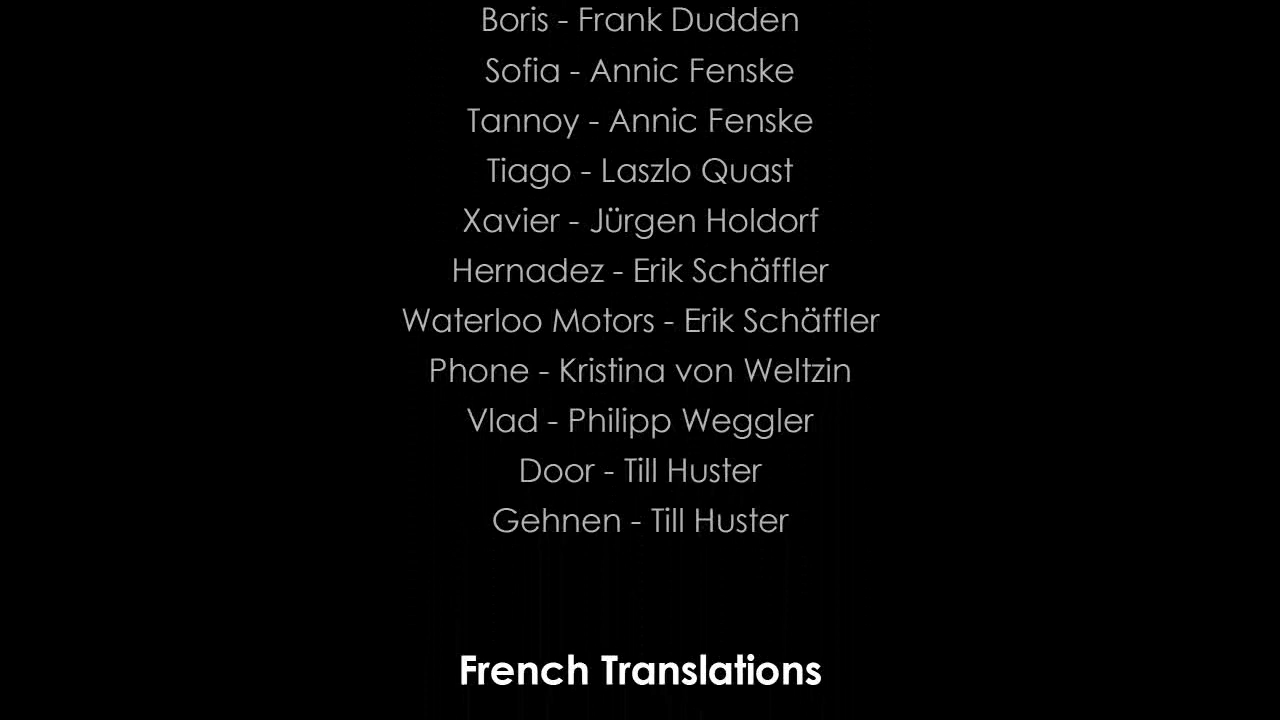 Boris - Frank Dudden
Sofia - Annic Fenske
Tannoy - Annic Fenske
Tiago - Laszlo Quast
Xavier - Jürgen Holdorf
Hernadez - Erik Schäffler
Waterloo Motors - Erik Schäffler
Phone - Kristina von Weltzin
Vlad - Philipp Weggler
Door - Till Huster
Gehnen - Till Huster
French Translations